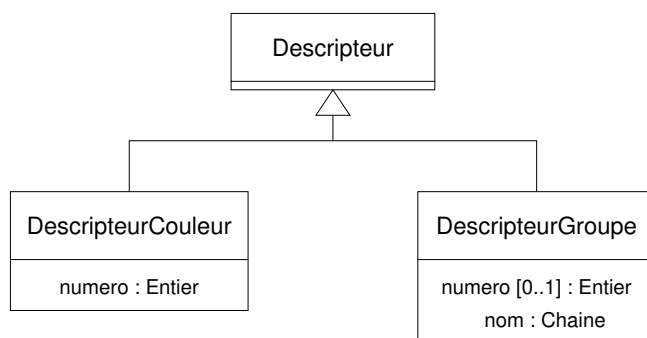 Descripteur
DescripteurCouleur
numero : Entier
DescripteurGroupe
numero [0..1] : Entier
nom : Chaine